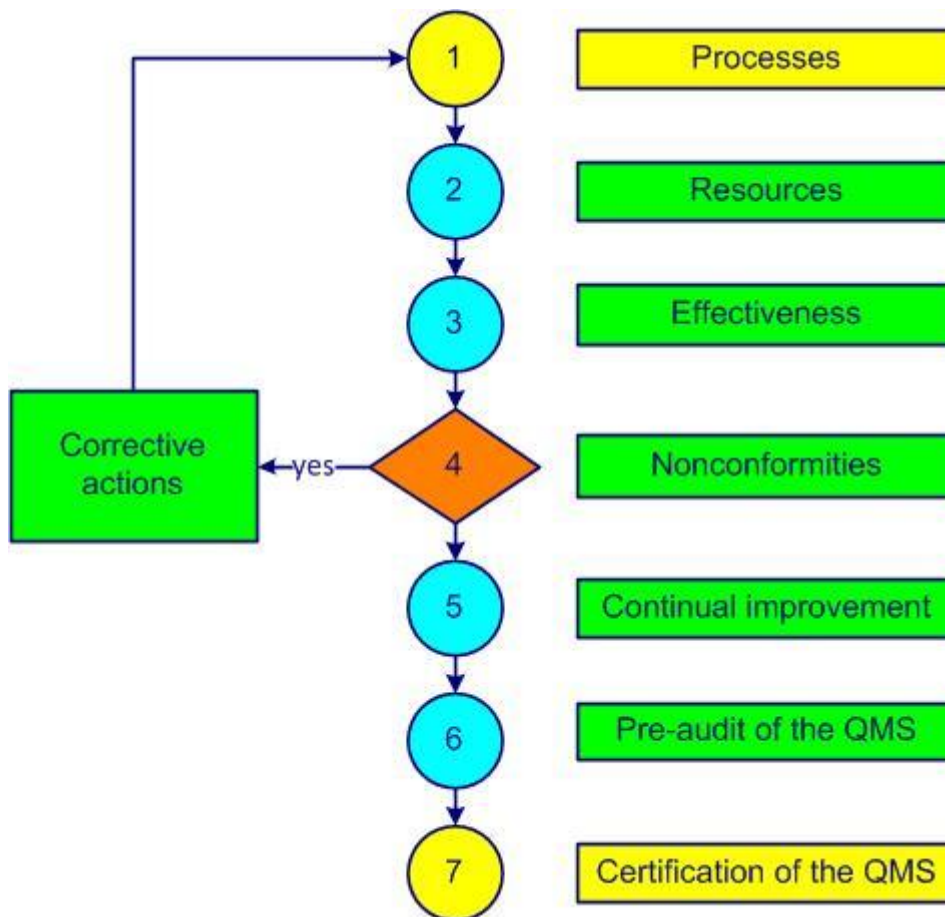 1
Processes
2
Resources
3
Effectiveness
Corrective
actions
yes
4
Nonconformities
5
Continual improvement
6
Pre-audit of the QMS
7
Certification of the QMS